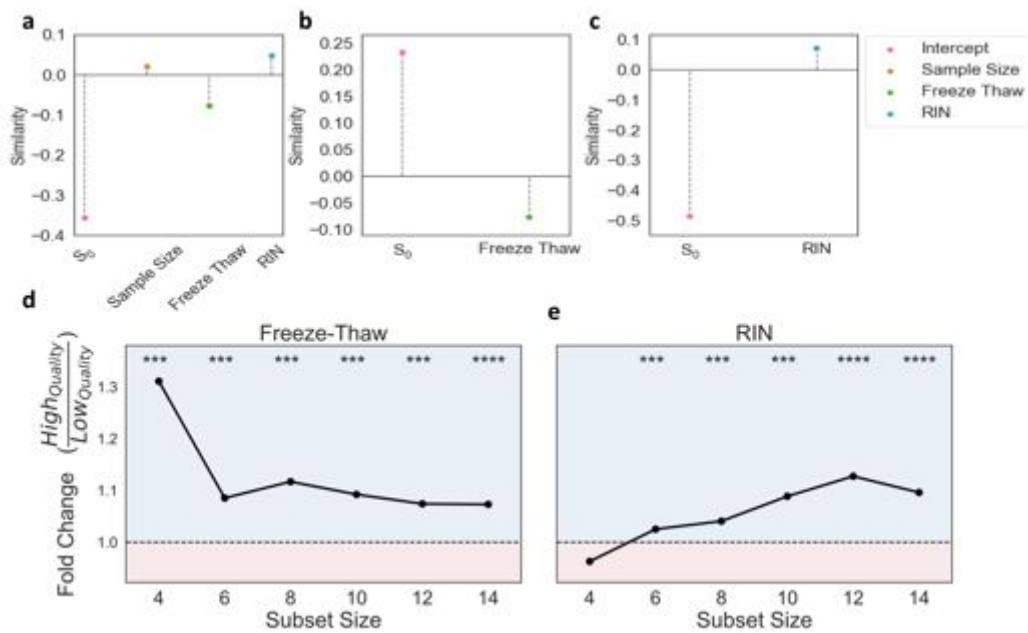 a
0.1
0.0
−0.1
−0.2
−0.3
−0.4
Similarity
S0
Sample Size
Freeze Thaw
RIN
b
0.25
0.20
0.15
0.10
0.05
0.00
−0.05
−0.10
Similarity
S0
Freeze Thaw
c
0.1
0.0
−0.1
−0.2
−0.3
−0.4
−0.5
Similarity
S0
RIN
Intercept
Sample Size
Freeze Thaw
RIN
d
Freeze-Thaw
*** *** *** *** *** ****
Fold Change (HighQuality/LowQuality)
1.3
1.2
1.1
1.0
4 6 8 10 12 14
Subset Size
e
RIN
*** *** *** **** ****
4 6 8 10 12 14
Subset Size